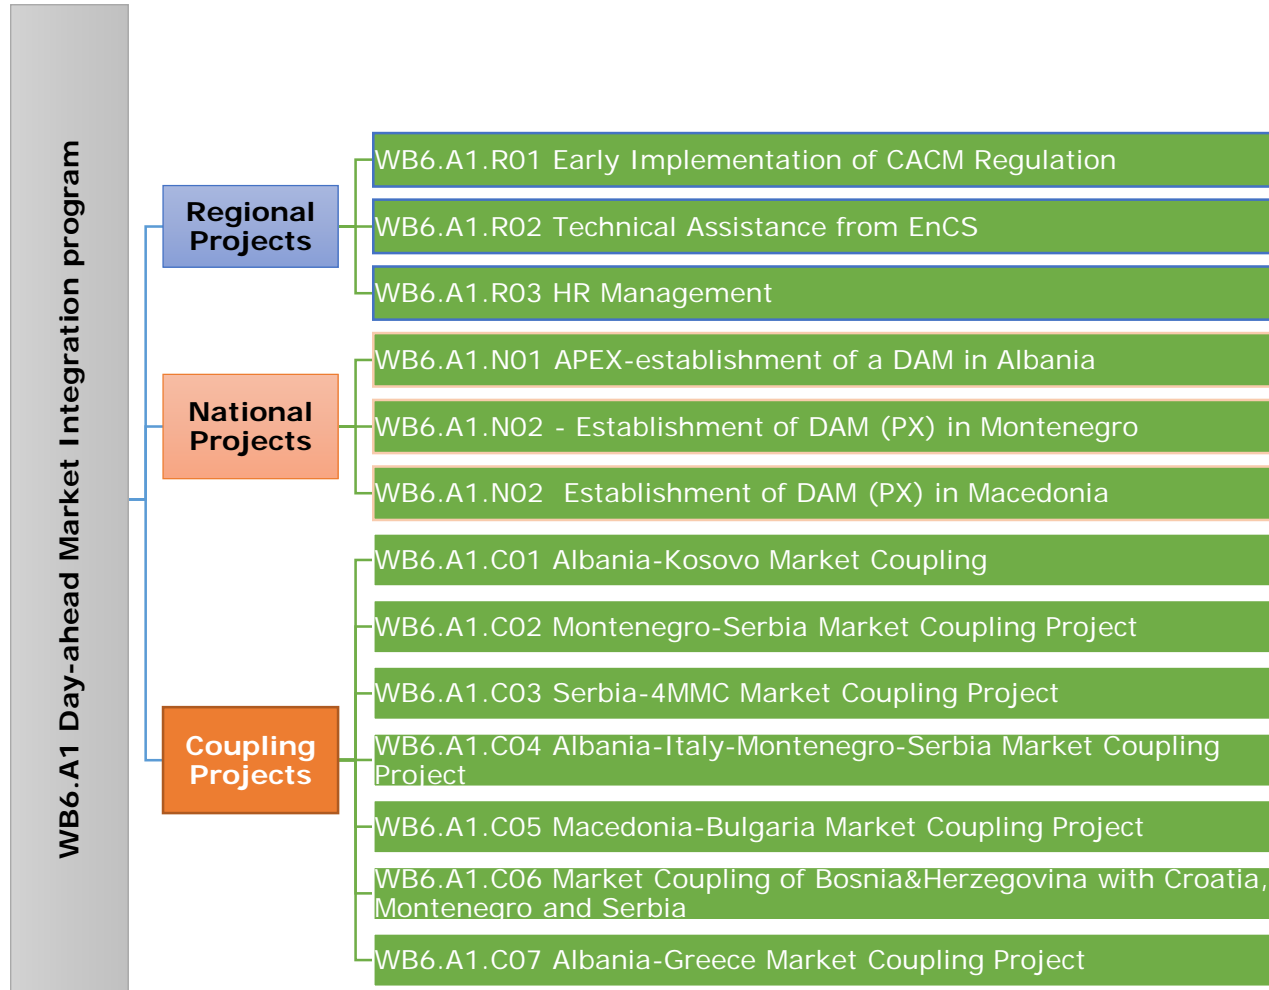 WB6.A1 Day-ahead Market Integration program
Regional
Projects
WB6.A1.R01 Early Implementation of CACM Regulation
WB6.A1.R02 Technical Assistance from EnCS
WB6.A1.R03 HR Management
National
Projects
WB6.A1.N01 APEX-establishment of a DAM in Albania
WB6.A1.N02 - Establishment of DAM (PX) in Montenegro
WB6.A1.N02  Establishment of DAM (PX) in Macedonia
Coupling
Projects
WB6.A1.C01 Albania-Kosovo Market Coupling
WB6.A1.C02 Montenegro-Serbia Market Coupling Project
WB6.A1.C03 Serbia-4MMC Market Coupling Project
WB6.A1.C04 Albania-Italy-Montenegro-Serbia Market Coupling
Project
WB6.A1.C05 Macedonia-Bulgaria Market Coupling Project
WB6.A1.C06 Market Coupling of Bosnia&Herzegovina with Croatia,
Montenegro and Serbia
WB6.A1.C07 Albania-Greece Market Coupling Project